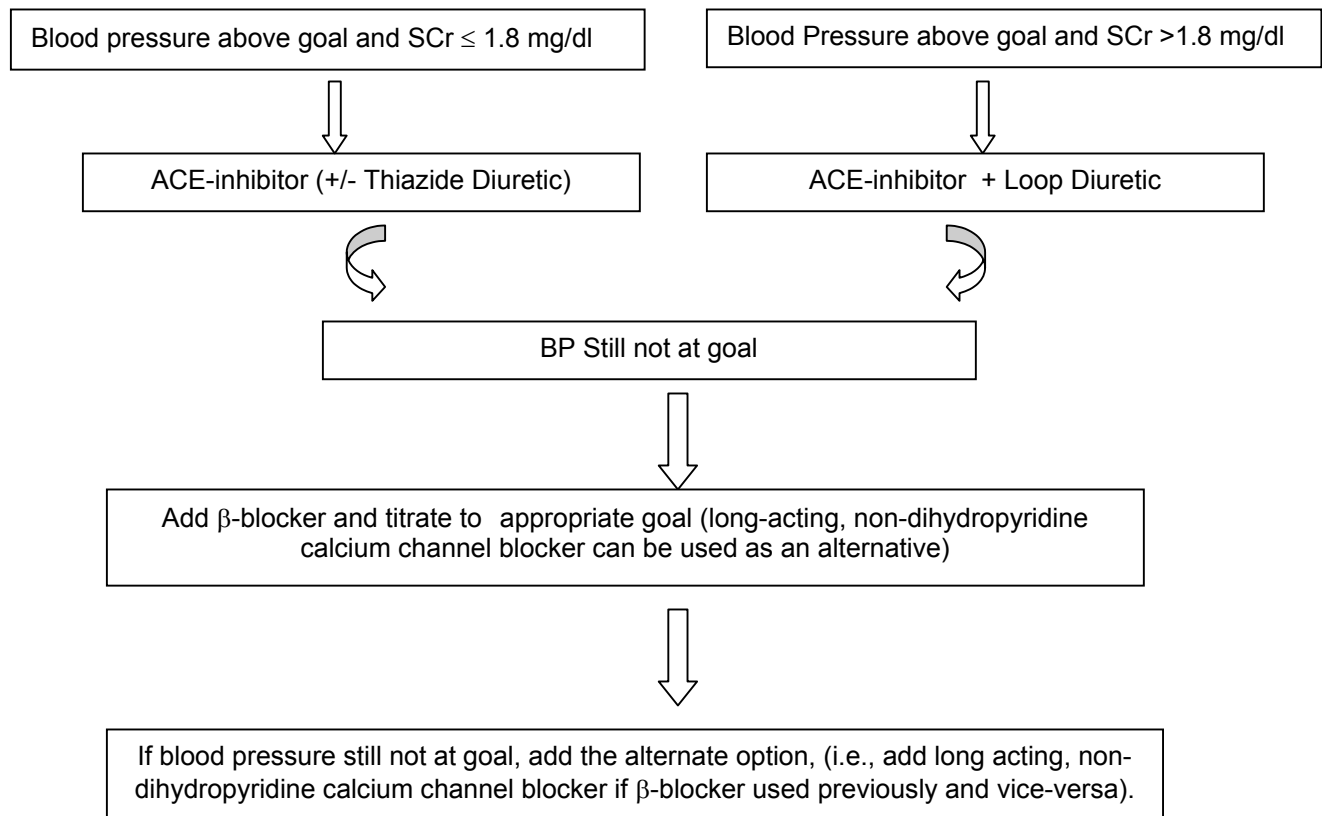 Blood pressure above goal and SCr ≤ 1.8 mg/dl
Blood Pressure above goal and SCr >1.8 mg/dl
ACE-inhibitor (+/- Thiazide Diuretic)
ACE-inhibitor + Loop Diuretic
BP Still not at goal
Add β-blocker and titrate to appropriate goal (long-acting, non-dihydropyridine
calcium channel blocker can be used as an alternative)
If blood pressure still not at goal, add the alternate option, (i.e., add long acting, non-
dihydropyridine calcium channel blocker if β-blocker used previously and vice-versa).